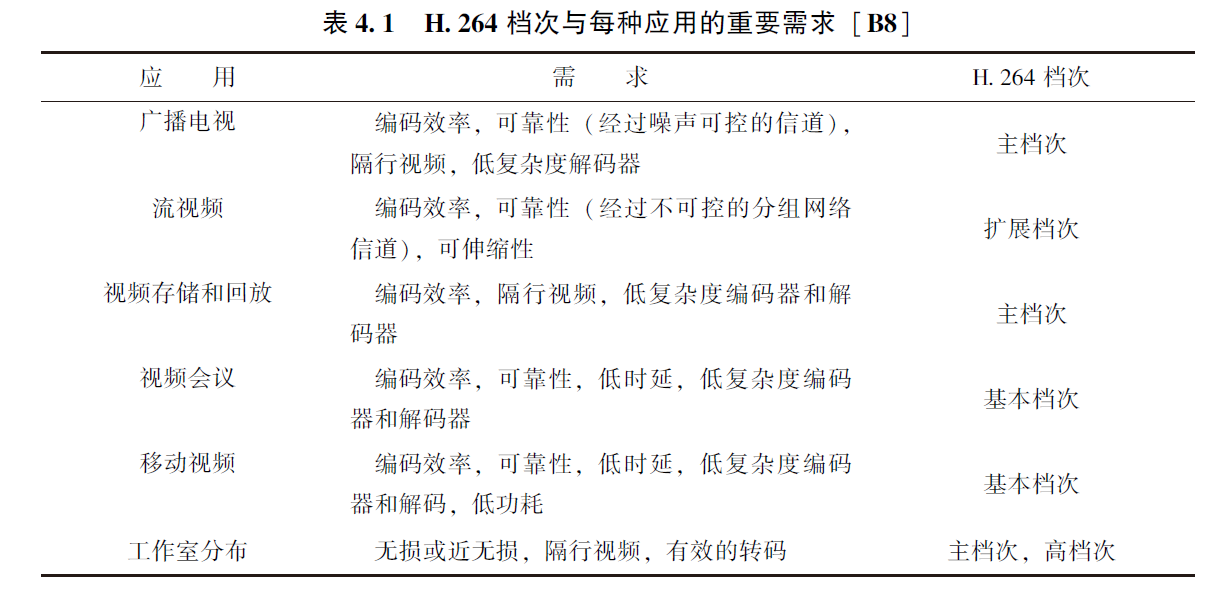 表 4.1 H.264 档次与每种应用的重要需求 [B8]
应 用 需 求 H.264 档次
广播电视 编码效率，可靠性（经过噪声可控的信道），
隔行视频，低复杂度解码器 主档次
流视频 编码效率，可靠性（经过不可控的分组网络
信道），可伸缩性 扩展档次
视频存储和回放 编码效率，隔行视频，低复杂度编码器和解
码器 主档次
视频会议 编码效率，可靠性，低时延，低复杂度编码
器和解码器 基本档次
移动视频 编码效率，可靠性，低时延，低复杂度编码
器和解码，低功耗 基本档次
工作室分布 无损或近无损，隔行视频，有效的转码 主档次，高档次